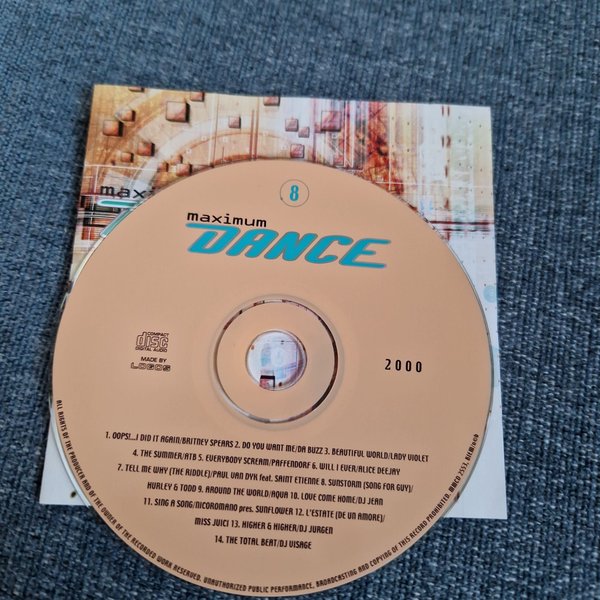 maxi
8
maximum
DANCE
COMPACT
disc
DIGITAL AUDIO
MADE BY
LOGOS
2000
1. OOPS!...I DID IT AGAIN/BRITNEY SPEARS 2. DO YOU WANT ME/DA BUZZ 3. BEAUTIFUL WORLD/LADY VIOLET
4. THE SUMMER/ATB 5. EVERYBODY SCREAM/PAFFENDORF 6. WILL I EVER/ALICE DEEJAY
7. TELL ME WHY (THE RIDDLE)/PAUL VAN DYK feat. SAINT ETIENNE 8. SUNSTORM (SONG FOR GUY)/
HURLEY & TODD 9. AROUND THE WORLD/AQUA 10. LOVE COME HOME/DJ JEAN
11. SING A SONG/NICOROMANO pres. SUNFLOWER 12. L'ESTATE (DE UN AMORE)/
MISS JUICI 13. HIGHER & HIGHER/DJ JURGEN
14. THE TOTAL BEAT/DJ VISAGE
ALL RIGHTS OF THE PRODUCER AND OF THE OWNER OF THE RECORDED WORK RESERVED. UNAUTHORIZED PUBLIC PERFORMANCE, BROADCASTING AND COPYING OF THIS RECORD PROHIBITED. MMCD 2553,